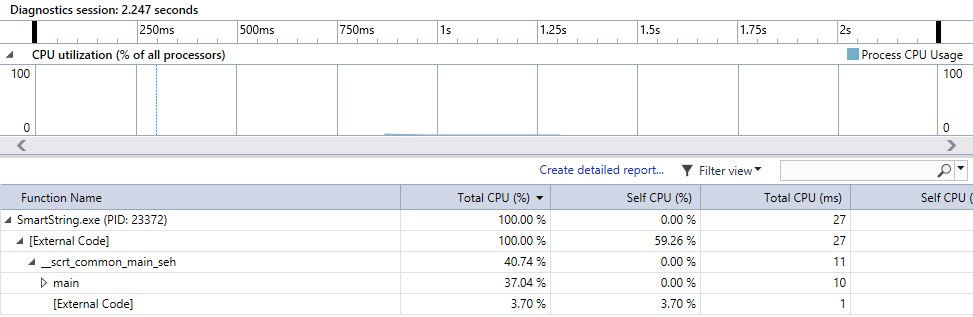 Diagnostics session: 2.247 seconds
250ms 500ms 750ms 1s 1.25s 1.5s 1.75s 2s
CPU utilization (% of all processors) Process CPU Usage
100 100
0 0
Create detailed report... Filter view
Function Name Total CPU (%) Self CPU (%) Total CPU (ms) Self CPU (
SmartString.exe (PID: 23372) 100.00 % 0.00 % 27
[External Code] 100.00 % 59.26 % 27
__scrt_common_main_seh 40.74 % 0.00 % 11
main 37.04 % 0.00 % 10
[External Code] 3.70 % 3.70 % 1